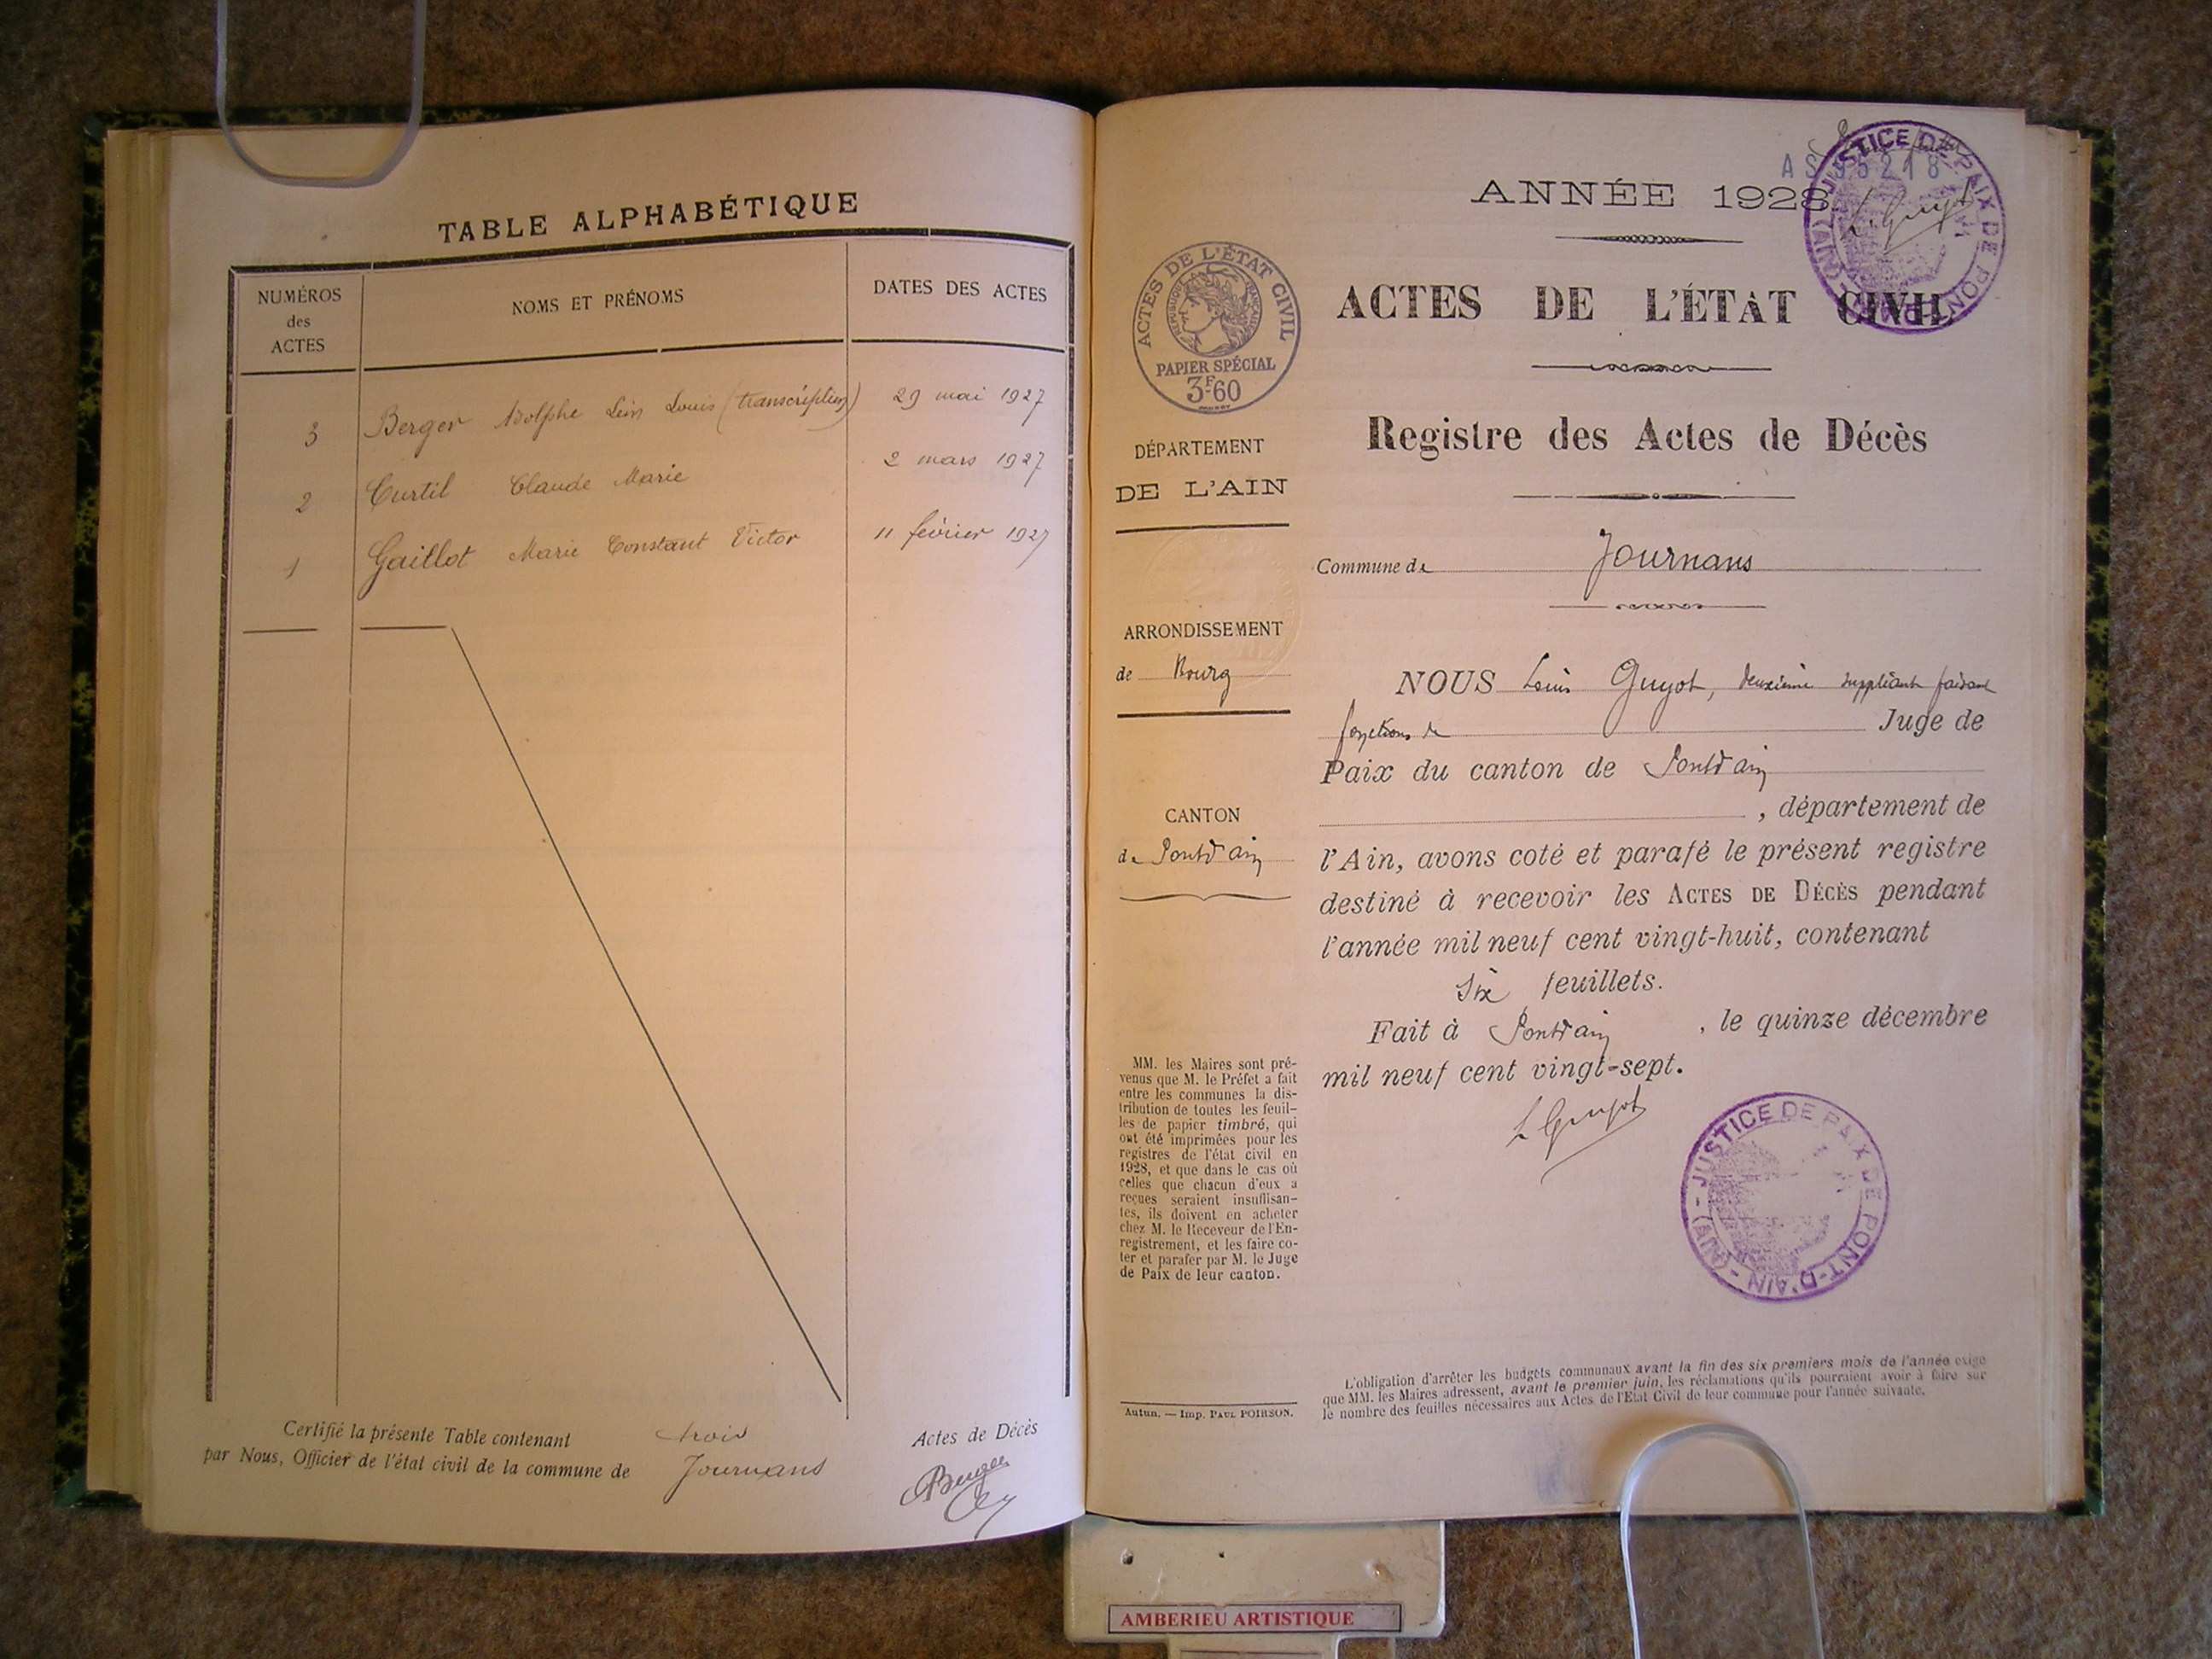 TABLE ALPHABÉTIQUE
NUMÉROS
des
ACTES
NOMS ET PRÉNOMS
DATES DES ACTES
3 Berger Adolphe Léon Louis (transcription) 29 mai 1927
2 Curtil Claude Marie 2 mars 1927
1 Gaillot Marie Constant Victor 11 février 1927
Certifié la présente Table contenant trois Actes de Décès
par Nous, Officier de l'état civil de la commune de Journans
Berger
ANNÉE 1928
JUSTICE DE PAIX DE PONT-D'AIN (AIN)
L. Guyot
ACTES DE L'ÉTAT CIVIL
Registre des Actes de Décès
Commune de Journans
ACTES DE L'ÉTAT CIVIL
RÉPUBLIQUE FRANÇAISE
PAPIER SPÉCIAL
3F60
DÉPARTEMENT
DE L'AIN
ARRONDISSEMENT
de Bourg
CANTON
de Pont d'ain
MM. les Maires sont pré-
venus que M. le Préfet a fait
entre les communes la dis-
tribution de toutes les feuil-
les de papier timbré, qui
ont été imprimées pour les
registres de l'état civil en
1928, et que dans le cas où
celles que chacun d'eux a
reçues seraient insuffisan-
tes, ils doivent en acheter
chez M. le Receveur de l'En-
registrement, et les faire co-
ter et parafer par M. le Juge
de Paix de leur canton.
Autun. — Imp. PAUL POIRSON.
NOUS Louis Guyot, deuxième suppléant faisant
fonctions de Juge de
Paix du canton de Pont d'ain
, département de
l'Ain, avons coté et parafé le présent registre
destiné à recevoir les ACTES DE DÉCÈS pendant
l'année mil neuf cent vingt-huit, contenant
six feuillets.
Fait à Pont d'ain, le quinze décembre
mil neuf cent vingt-sept.
L Guyot
JUSTICE DE PAIX DE PONT-D'AIN - (AIN) -
L'obligation d'arrêter les budgets communaux avant la fin des six premiers mois de l'année exige
que MM. les Maires adressent, avant le premier juin, les réclamations qu'ils pourraient avoir à faire sur
le nombre des feuilles nécessaires aux Actes de l'Etat Civil de leur commune pour l'année suivante.
AMBERIEU ARTISTIQUE